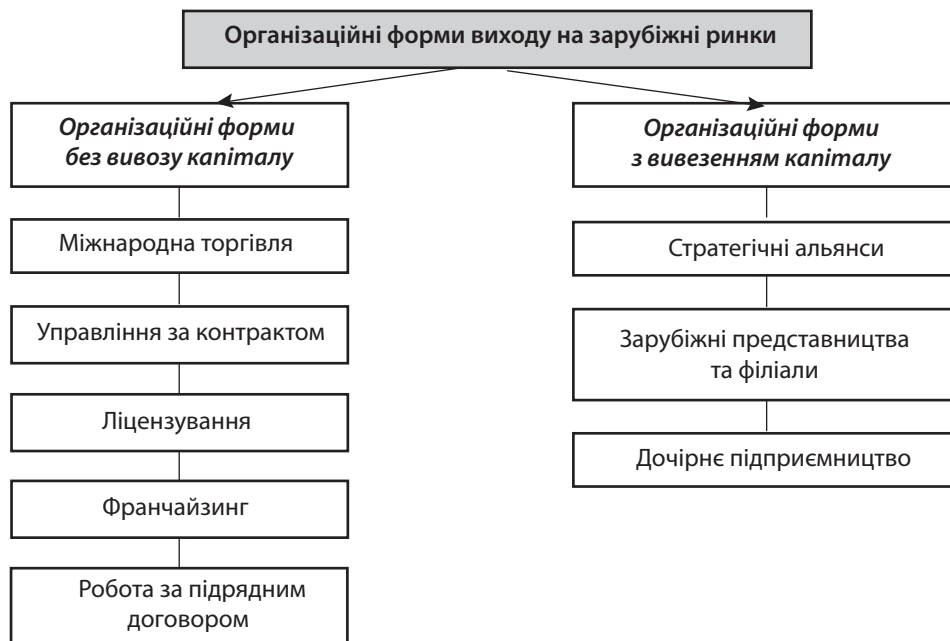 Організаційні форми виходу на зарубіжні ринки
Організаційні форми
без вивозу капіталу
Міжнародна торгівля
Управління за контрактом
Ліцензування
Франчайзинг
Робота за підрядним
договором
Організаційні форми
з вивезенням капіталу
Стратегічні альянси
Зарубіжні представництва
та філіали
Дочірнє підприємництво